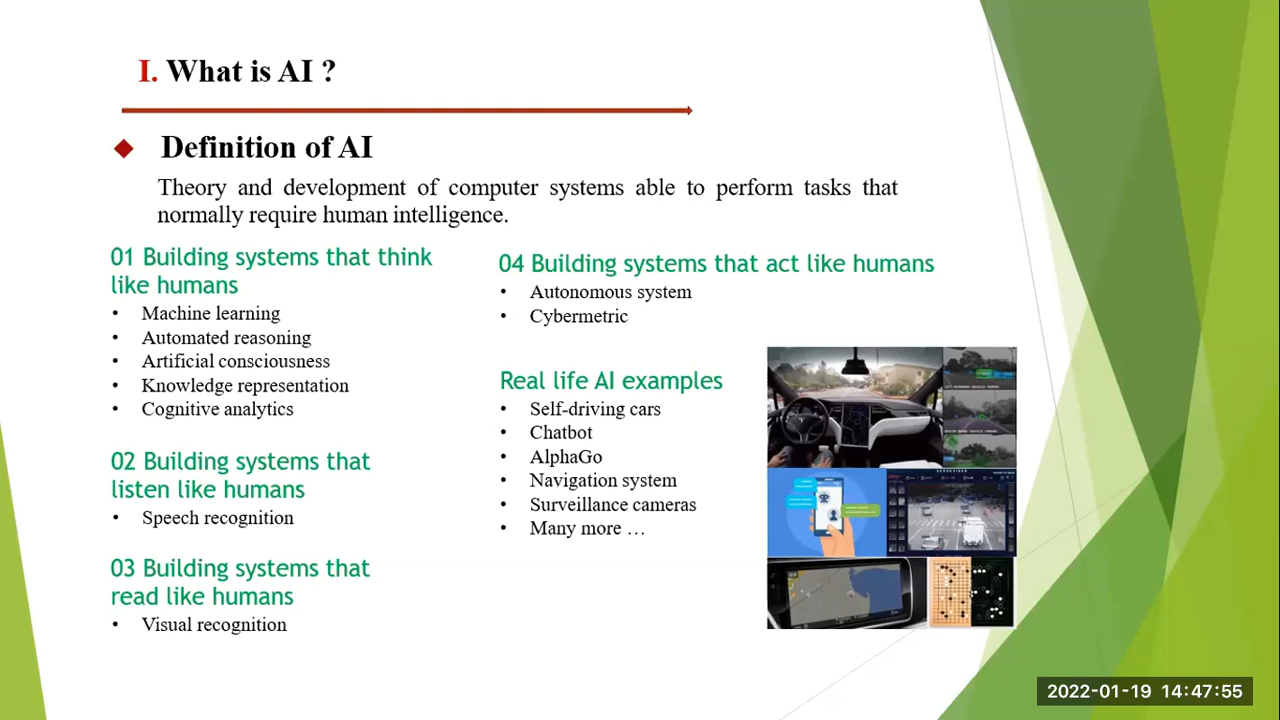 I. What is AI ?
Definition of AI
Theory and development of computer systems able to perform tasks that
normally require human intelligence.
01 Building systems that think
like humans
• Machine learning
• Automated reasoning
• Artificial consciousness
• Knowledge representation
• Cognitive analytics
02 Building systems that
listen like humans
• Speech recognition
03 Building systems that
read like humans
• Visual recognition
04 Building systems that act like humans
• Autonomous system
• Cybermetric
Real life AI examples
• Self-driving cars
• Chatbot
• AlphaGo
• Navigation system
• Surveillance cameras
• Many more …
2022-01-19 14:47:55